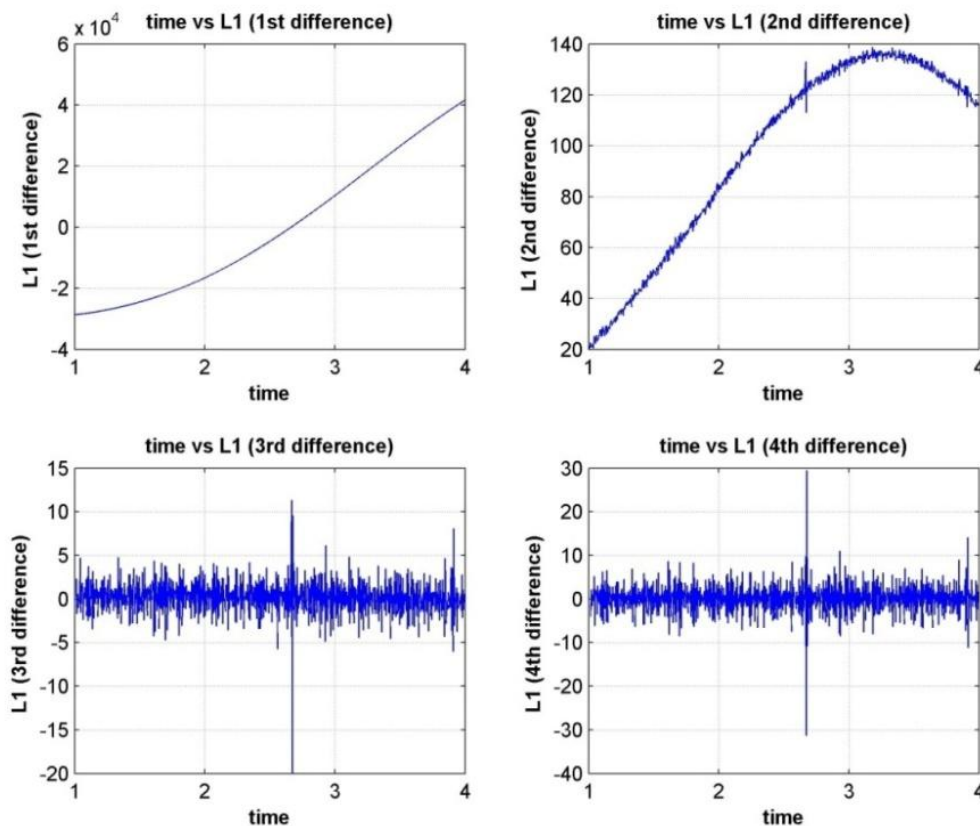 time vs L1 (1st difference)
x 10^4
6
4
2
0
-2
-4
L1 (1st difference)
1 2 3 4
time
time vs L1 (2nd difference)
140
120
100
80
60
40
20
L1 (2nd difference)
1 2 3 4
time
time vs L1 (3rd difference)
15
10
5
0
-5
-10
-15
-20
L1 (3rd difference)
1 2 3 4
time
time vs L1 (4th difference)
30
20
10
0
-10
-20
-30
-40
L1 (4th difference)
1 2 3 4
time